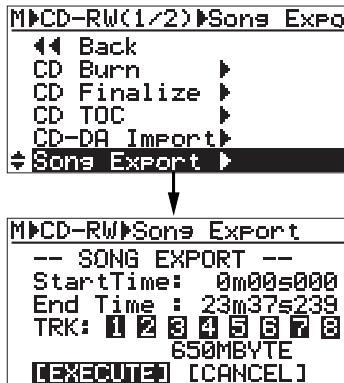 M▶CD-RW(1/2)▶Song Expo
◀◀ Back
CD Burn ▶
CD Finalize ▶
CD TOC ▶
CD-DA Import▶
Song Export ▶
M▶CD-RW▶Song Export
-- SONG EXPORT --
StartTime: 0m00s000
End Time : 23m37s239
TRK: 1 2 3 4 5 6 7 8
650MBYTE
[EXECUTE] [CANCEL]